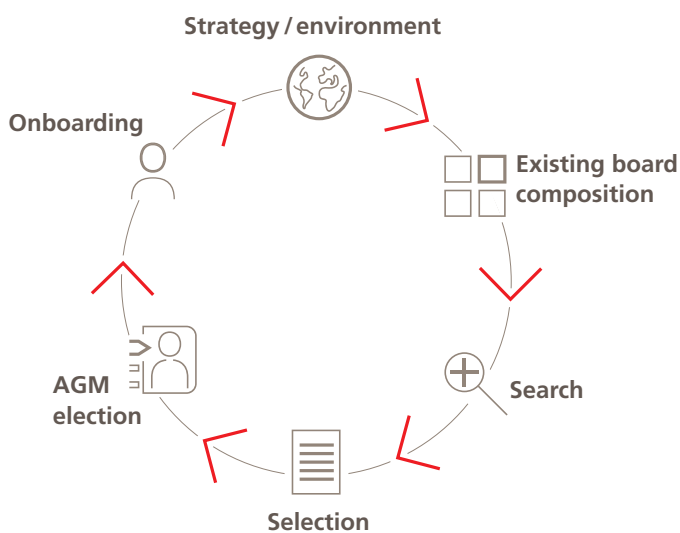 Strategy / environment
Onboarding
Existing board
composition
Search
AGM
election
Selection